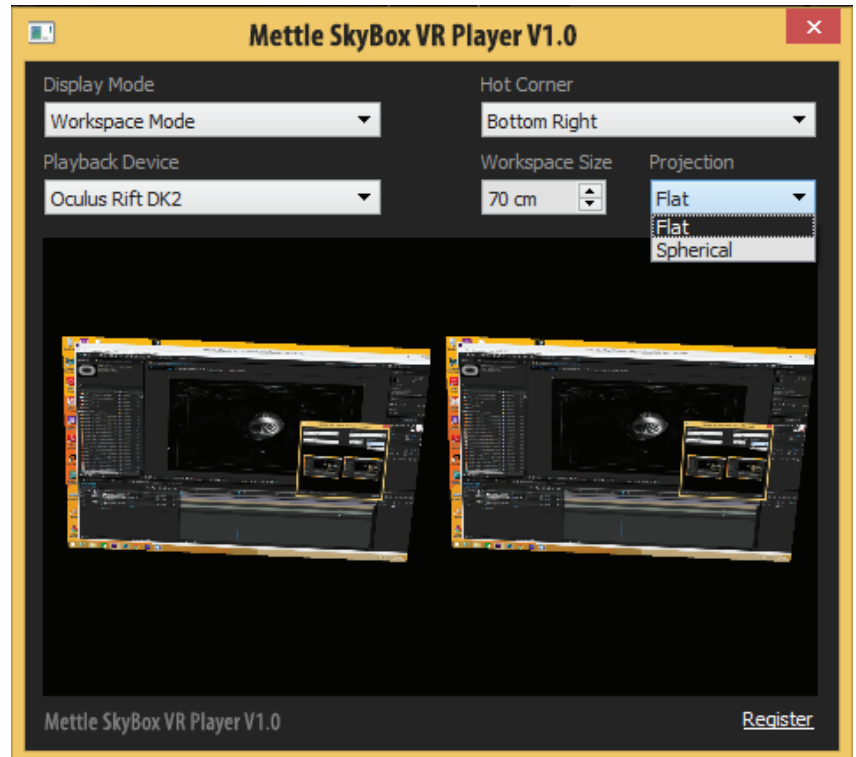 Mettle SkyBox VR Player V1.0
Display Mode
Hot Corner
Workspace Mode
Bottom Right
Playback Device
Workspace Size
Projection
Oculus Rift DK2
70 cm
Flat
Flat
Spherical
Mettle SkyBox VR Player V1.0
Register